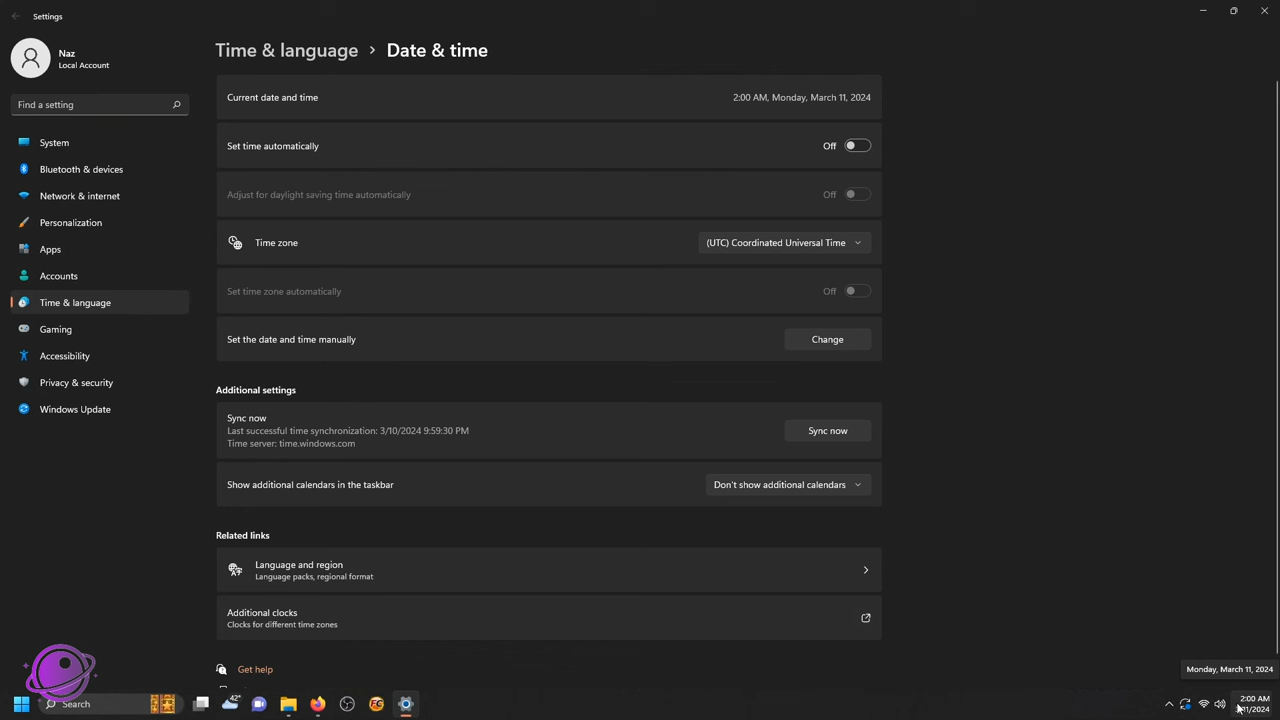 Settings
Naz
Local Account
Find a setting
System
Bluetooth & devices
Network & internet
Personalization
Apps
Accounts
Time & language
Gaming
Accessibility
Privacy & security
Windows Update
Time & language > Date & time
Current date and time 2:00 AM, Monday, March 11, 2024
Set time automatically Off
Adjust for daylight saving time automatically Off
Time zone (UTC) Coordinated Universal Time
Set time zone automatically Off
Set the date and time manually Change
Additional settings
Sync now
Last successful time synchronization: 3/10/2024 9:59:30 PM
Time server: time.windows.com
Sync now
Show additional calendars in the taskbar Don't show additional calendars
Related links
Language and region
Language packs, regional format
Additional clocks
Clocks for different time zones
Get help
Monday, March 11, 2024
Search
42°
2:00 AM
11/2024